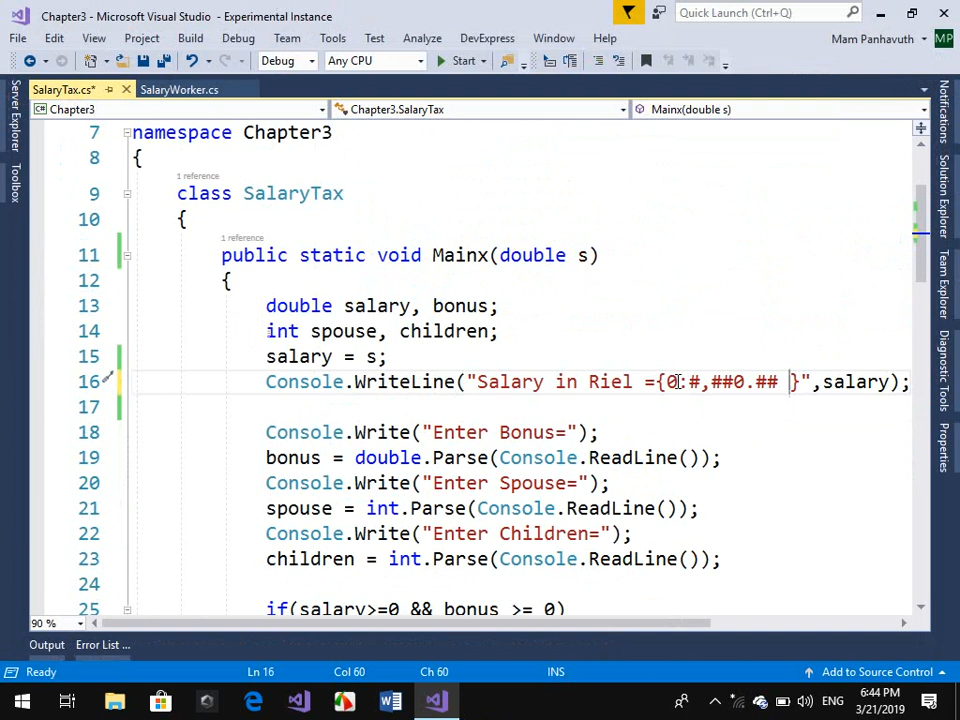 Chapter3 - Microsoft Visual Studio - Experimental Instance
Quick Launch (Ctrl+Q)
File Edit View Project Build Debug Team Tools Test Analyze DevExpress Window Help
Mam Panhavuth MP
Debug Any CPU Start
SalaryTax.cs* SalaryWorker.cs
Chapter3 Chapter3.SalaryTax Mainx(double s)
Server Explorer
Toolbox
7 namespace Chapter3
8 {
1 reference
9 class SalaryTax
10 {
1 reference
11 public static void Mainx(double s)
12 {
13 double salary, bonus;
14 int spouse, children;
15 salary = s;
16 Console.WriteLine("Salary in Riel ={0:#,##0.## }",salary);
17
18 Console.Write("Enter Bonus=");
19 bonus = double.Parse(Console.ReadLine());
20 Console.Write("Enter Spouse=");
21 spouse = int.Parse(Console.ReadLine());
22 Console.Write("Enter Children=");
23 children = int.Parse(Console.ReadLine());
24
25 if(salary>=0 && bonus >= 0)
Notifications
Solution Explorer
Team Explorer
Diagnostic Tools
Properties
90 %
Output Error List ...
Ready Ln 16 Col 60 Ch 60 INS Add to Source Control
ENG
6:44 PM
3/21/2019